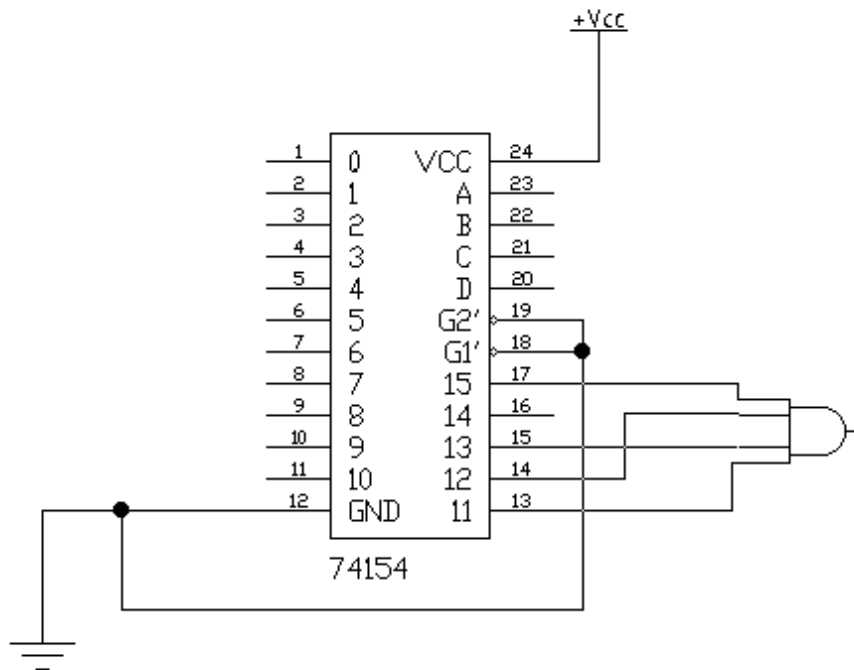 +Vcc
1 0 VCC 24
2 1 A 23
3 2 B 22
4 3 C 21
5 4 D 20
6 5 G2' 19
7 6 G1' 18
8 7 15 17
9 8 14 16
10 9 13 15
11 10 12 14
12 GND 11 13
74154